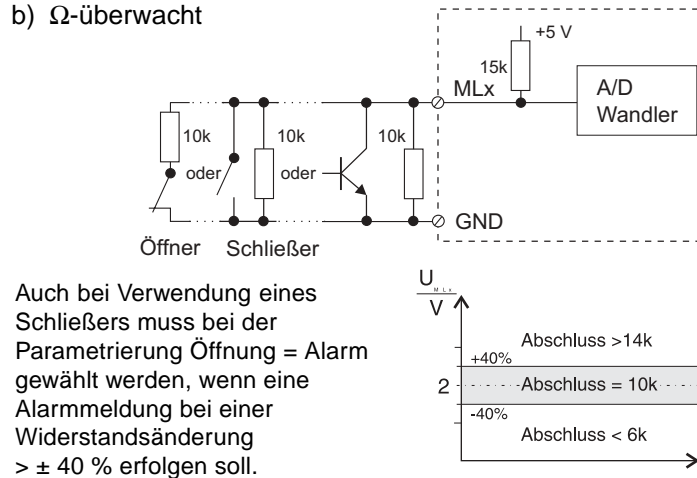 b) Ω-überwacht
+5 V
15k
MLx
A/D
Wandler
10k
oder
10k
oder
10k
GND
Öffner
Schließer
Auch bei Verwendung eines
Schließers muss bei der
Parametrierung Öffnung = Alarm
gewählt werden, wenn eine
Alarmmeldung bei einer
Widerstandsänderung
> ± 40 % erfolgen soll.
U MLx
V
Abschluss >14k
+40%
2
Abschluss = 10k
-40%
Abschluss < 6k